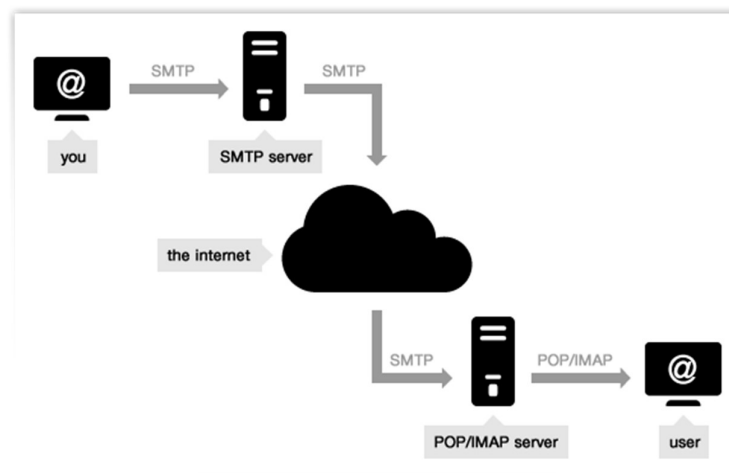 SMTP
SMTP
@
you
SMTP server
the internet
SMTP
POP/IMAP
@
POP/IMAP server
user